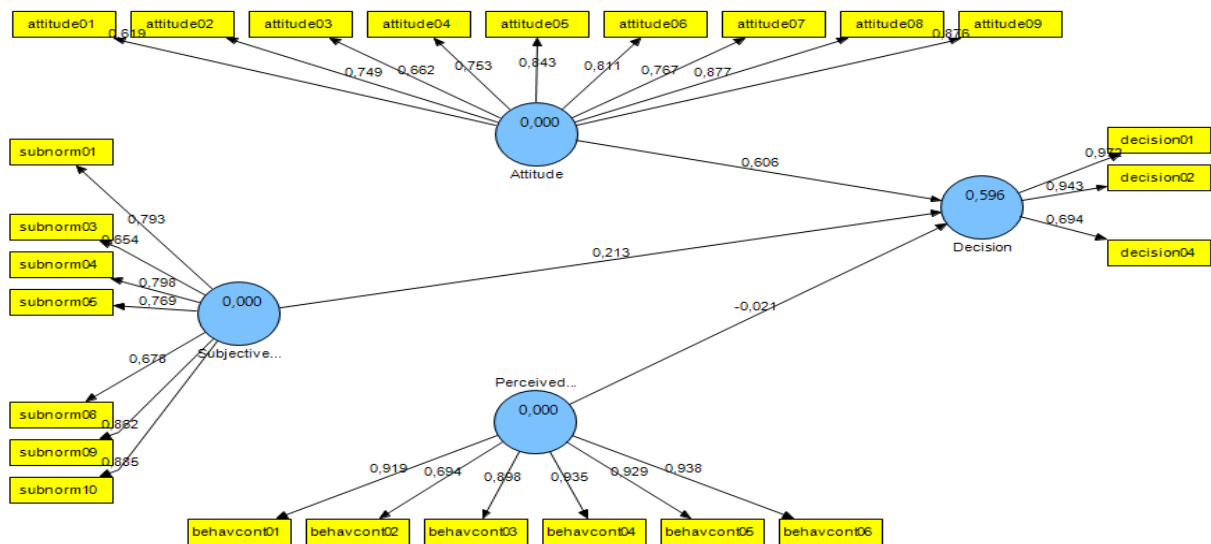 attitude01 attitude02 attitude03 attitude04 attitude05 attitude06 attitude07 attitude08 attitude09
0,619 0,749 0,662 0,753 0,843 0,811 0,767 0,877 0,876
0,000
Attitude
subnorm01
subnorm03
subnorm04
subnorm05
subnorm08
subnorm09
subnorm10
0,793
0,654
0,798
0,769
0,678
0,862
0,885
0,000
Subjective...
0,606
0,213
-0,021
0,596
Decision
0,972
0,943
0,694
decision01
decision02
decision04
Perceived...
0,000
0,919 0,694 0,898 0,935 0,929 0,938
behavcont01 behavcont02 behavcont03 behavcont04 behavcont05 behavcont06